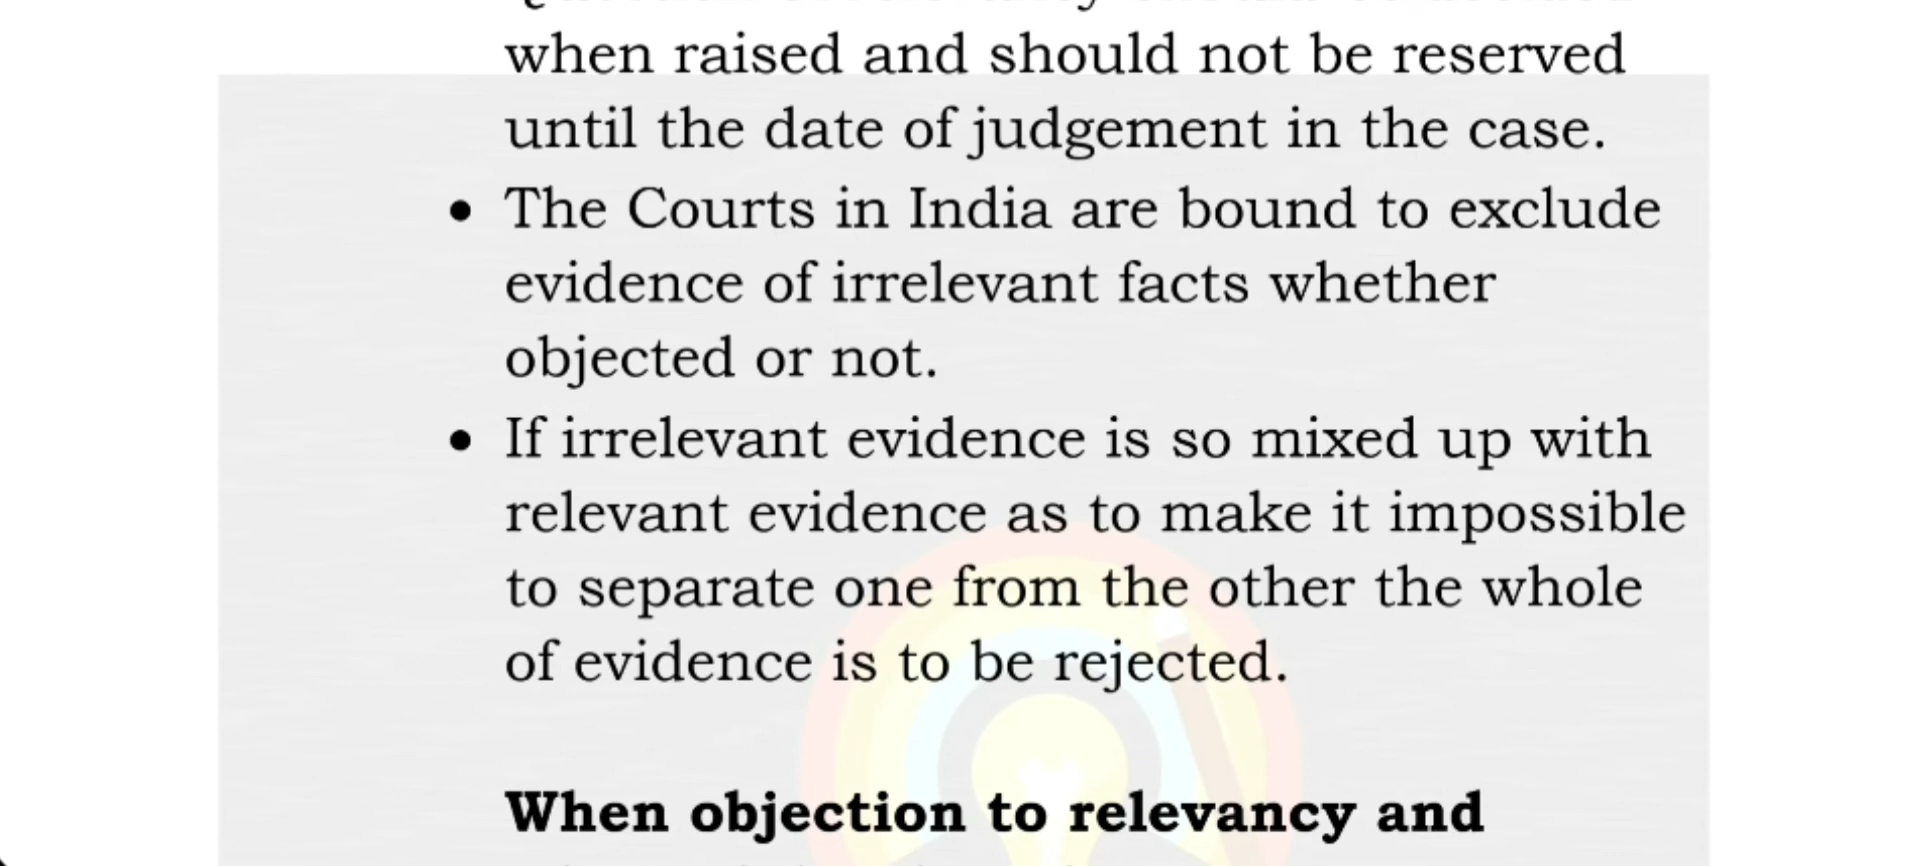 when raised and should not be reserved
until the date of judgement in the case.
• The Courts in India are bound to exclude
evidence of irrelevant facts whether
objected or not.
• If irrelevant evidence is so mixed up with
relevant evidence as to make it impossible
to separate one from the other the whole
of evidence is to be rejected.
When objection to relevancy and